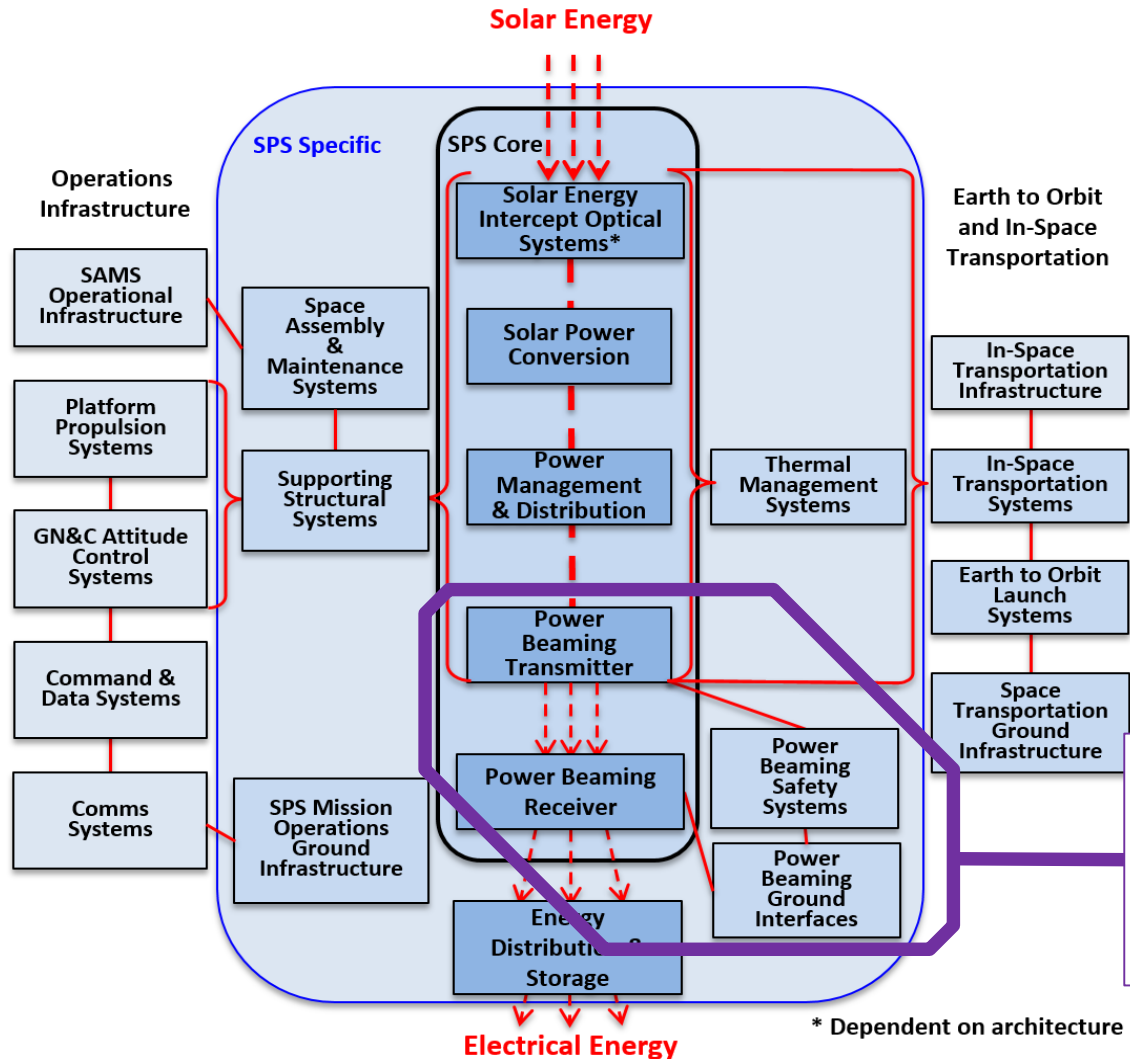 Solar Energy
SPS Specific
SPS Core
Operations
Infrastructure
Earth to Orbit
and In-Space
Transportation
SAMS
Operational
Infrastructure
Platform
Propulsion
Systems
GN&C Attitude
Control
Systems
Command &
Data Systems
Comms
Systems
Space
Assembly
&
Maintenance
Systems
Supporting
Structural
Systems
SPS Mission
Operations
Ground
Infrastructure
Solar Energy
Intercept Optical
Systems*
Solar Power
Conversion
Power
Management
& Distribution
Power
Beaming
Transmitter
Power Beaming
Receiver
Energy
Distribution &
Storage
Thermal
Management
Systems
Power
Beaming
Safety
Systems
Power
Beaming
Ground
Interfaces
In-Space
Transportation
Infrastructure
In-Space
Transportation
Systems
Earth to Orbit
Launch
Systems
Space
Transportation
Ground
Infrastructure
Electrical Energy
* Dependent on architecture